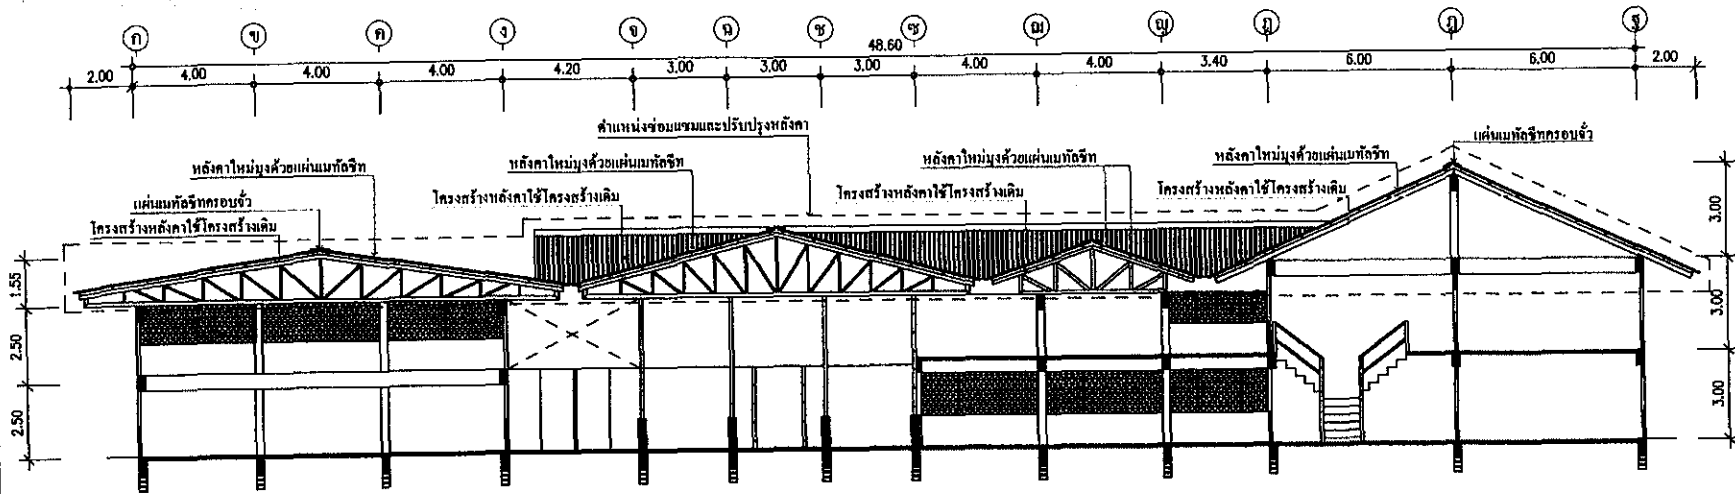 ก ข ค ง จ ฉ ช ซ ฌ ญ ฎ ฏ ฐ
48.60
2.00 4.00 4.00 4.00 4.20 3.00 3.00 3.00 4.00 4.00 3.40 6.00 6.00 2.00
ตำแหน่งซ่อมแซมและปรับปรุงหลังคา
แผ่นเมทัลชีทครอบจั่ว
หลังคาใหม่มุงด้วยแผ่นเมทัลชีท
หลังคาใหม่มุงด้วยแผ่นเมทัลชีท
หลังคาใหม่มุงด้วยแผ่นเมทัลชีท
หลังคาใหม่มุงด้วยแผ่นเมทัลชีท
โครงสร้างหลังคาใช้โครงสร้างเดิม
โครงสร้างหลังคาใช้โครงสร้างเดิม
โครงสร้างหลังคาใช้โครงสร้างเดิม
แผ่นเมทัลชีทครอบจั่ว
โครงสร้างหลังคาใช้โครงสร้างเดิม
1.55
2.50
2.50
3.00
3.00
3.00